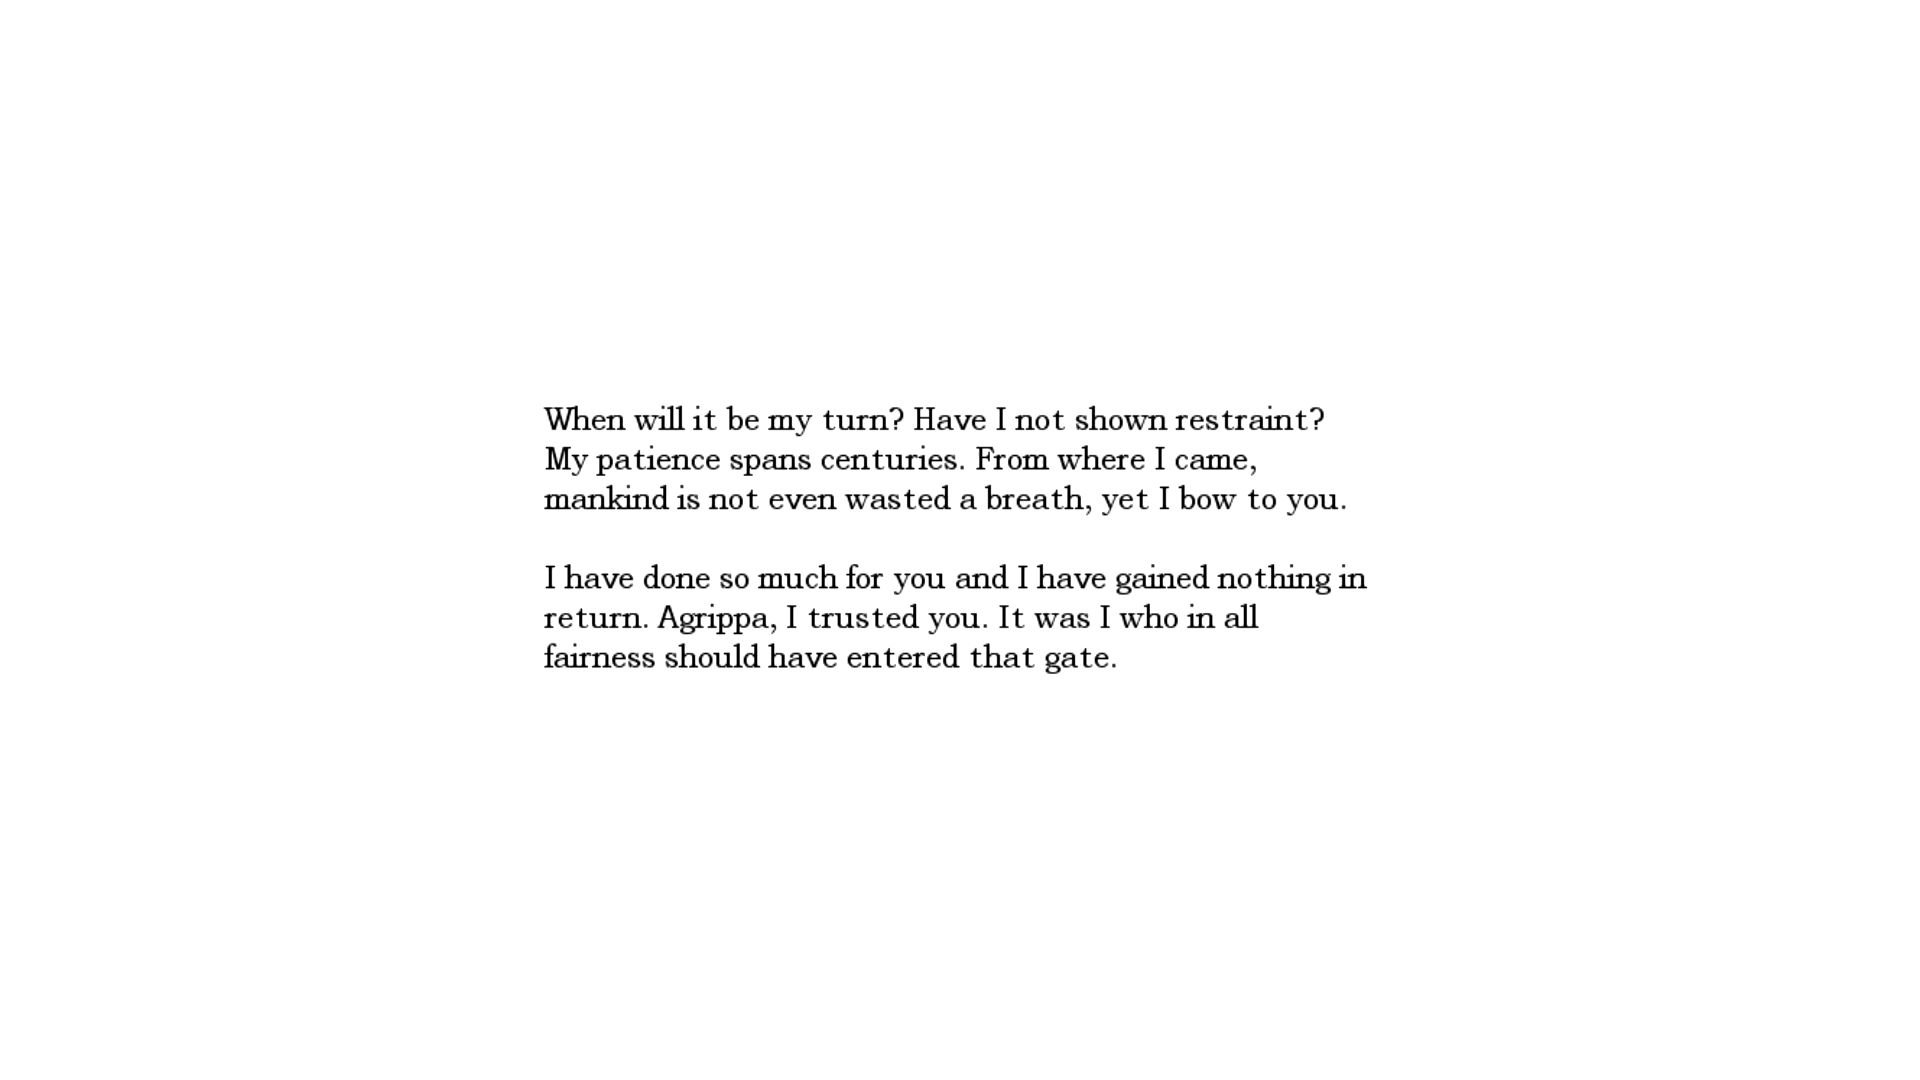 When will it be my turn? Have I not shown restraint?
My patience spans centuries. From where I came,
mankind is not even wasted a breath, yet I bow to you.
I have done so much for you and I have gained nothing in
return. Agrippa, I trusted you. It was I who in all
fairness should have entered that gate.